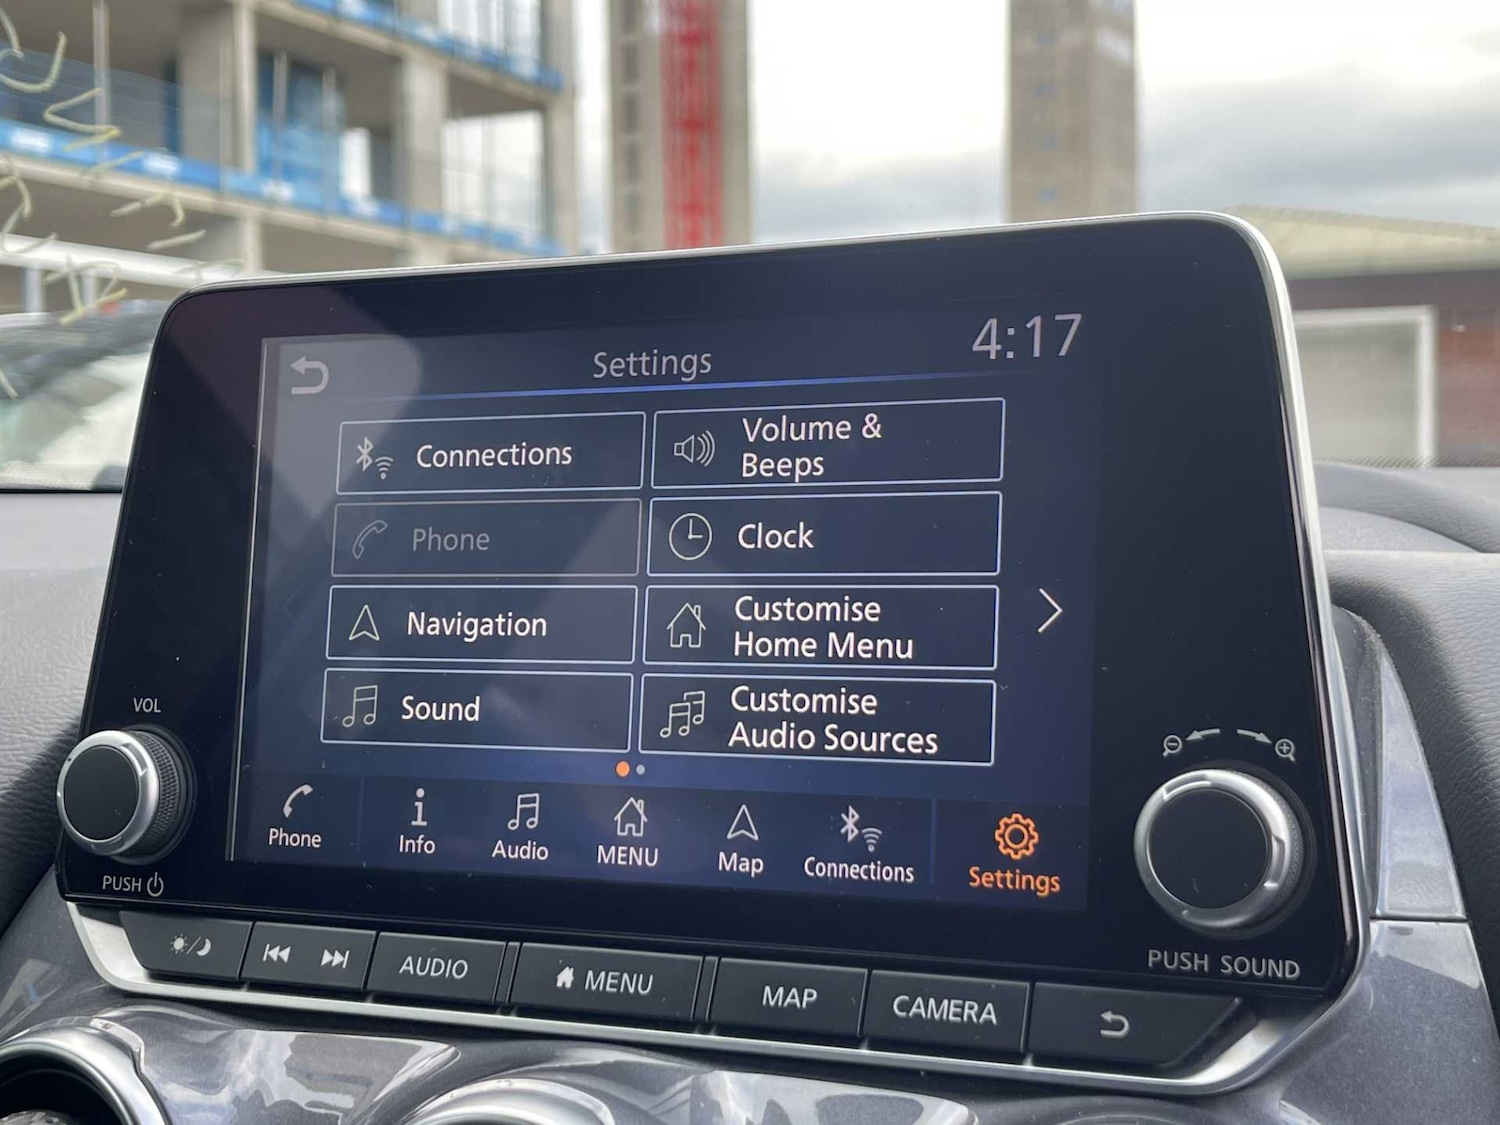 Settings
4:17
Connections
Volume &
Beeps
Phone
Clock
Navigation
Customise
Home Menu
Sound
Customise
Audio Sources
Phone
Info
Audio
MENU
Map
Connections
Settings
VOL
PUSH
PUSH SOUND
AUDIO
MENU
MAP
CAMERA